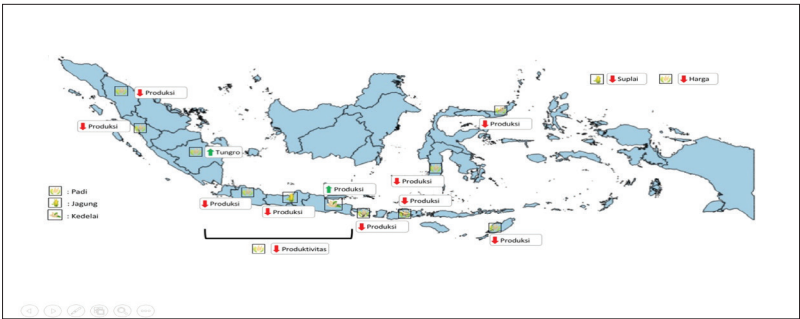 Suplai
Harga
Produksi
Produksi
Produksi
Tungro
Produksi
Produksi
: Padi
: Jagung
: Kedelai
Produksi
Produksi
Produksi
Produksi
Produksi
Produktivitas